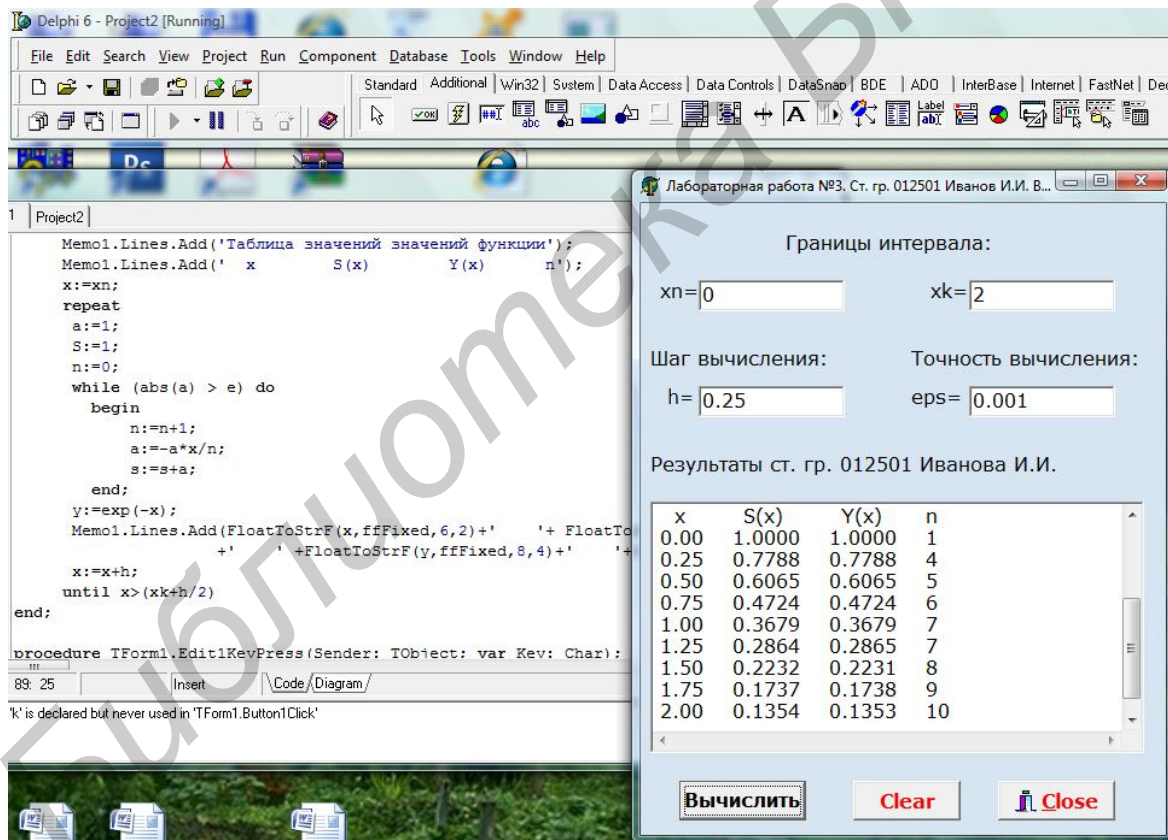 Delphi 6 - Project2 [Running]
File Edit Search View Project Run Component Database Tools Window Help
Standard Additional Win32 System Data Access Data Controls DataSnap BDE ADO InterBase Internet FastNet
Project2
Memo1.Lines.Add('Таблица значений значений функции');
Memo1.Lines.Add(' x S(x) Y(x) n');
x:=xn;
repeat
a:=1;
S:=1;
n:=0;
while (abs(a) > e) do
begin
n:=n+1;
a:=-a*x/n;
s:=s+a;
end;
y:=exp(-x);
Memo1.Lines.Add(FloatToStrF(x,ffFixed,6,2)+' '+ FloatTo
+' ' +FloatToStrF(y,ffFixed,8,4)+' '+
x:=x+h;
until x>(xk+h/2)
end;
procedure TForm1.Edit1KeyPress(Sender: TObject; var Key: Char);
89: 25 Insert Code Diagram
'k' is declared but never used in 'TForm1.Button1Click'
Лабораторная работа №3. Ст. гр. 012501 Иванов И.И. В...
Границы интервала:
xn= 0 xk= 2
Шаг вычисления: Точность вычисления:
h= 0.25 eps= 0.001
Результаты ст. гр. 012501 Иванова И.И.
x S(x) Y(x) n
0.00 1.0000 1.0000 1
0.25 0.7788 0.7788 4
0.50 0.6065 0.6065 5
0.75 0.4724 0.4724 6
1.00 0.3679 0.3679 7
1.25 0.2864 0.2865 7
1.50 0.2232 0.2231 8
1.75 0.1737 0.1738 9
2.00 0.1354 0.1353 10
Вычислить Clear Close
Библиотека